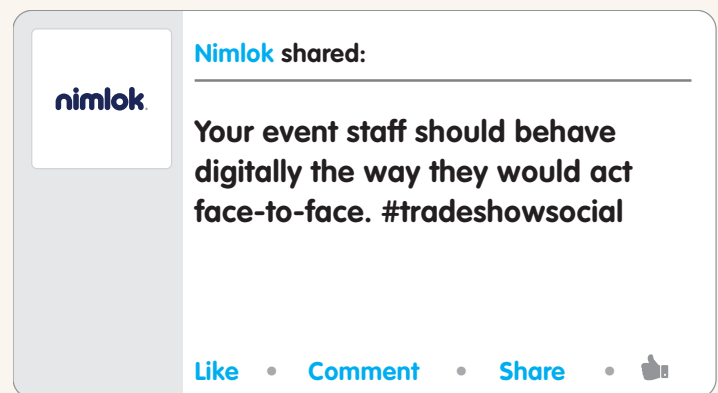 nimlok.
Nimlok shared:
Your event staff should behave
digitally the way they would act
face-to-face. #tradeshowsocial
Like • Comment • Share •